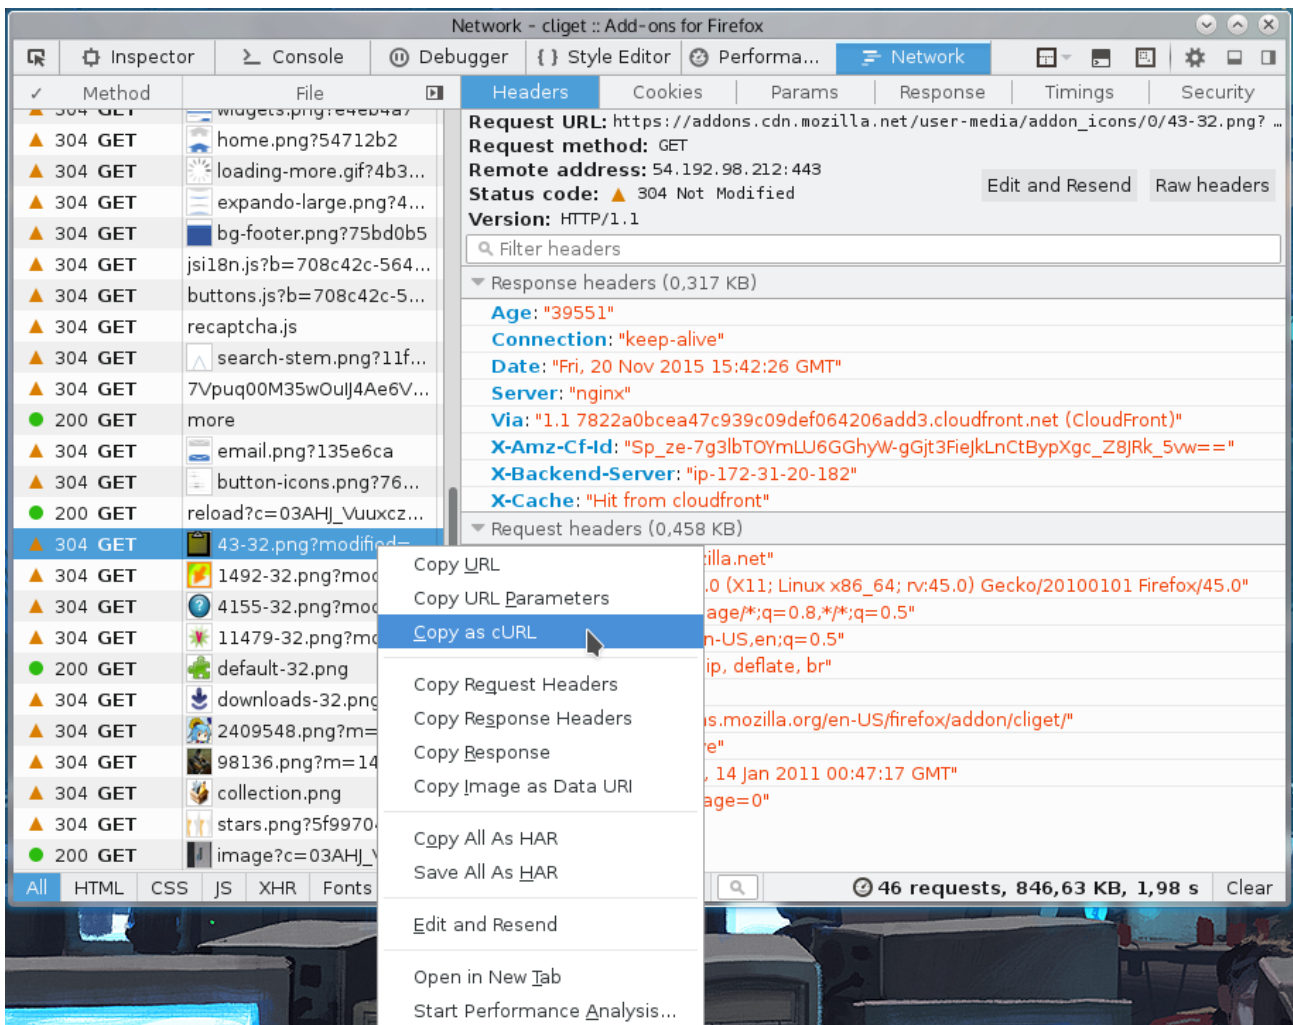 Network - cliget :: Add-ons for Firefox
Inspector Console Debugger { } Style Editor Performa... Network
✓ Method File Headers Cookies Params Response Timings Security
304 GET widgets.png?e4eb4a7
304 GET home.png?54712b2
304 GET loading-more.gif?4b3...
304 GET expando-large.png?4...
304 GET bg-footer.png?75bd0b5
304 GET jsi18n.js?b=708c42c-564...
304 GET buttons.js?b=708c42c-5...
304 GET recaptcha.js
304 GET search-stem.png?11f...
304 GET 7Vpuq00M35wOuIJ4Ae6V...
200 GET more
304 GET email.png?135e6ca
304 GET button-icons.png?76...
200 GET reload?c=03AHJ_Vuuxcz...
304 GET 43-32.png?modified=
304 GET 1492-32.png?mod
304 GET 4155-32.png?mod
304 GET 11479-32.png?mo
200 GET default-32.png
304 GET downloads-32.png
304 GET 2409548.png?m=
304 GET 98136.png?m=14
304 GET collection.png
304 GET stars.png?5f9970
200 GET image?c=03AHJ_V
Request URL: https://addons.cdn.mozilla.net/user-media/addon_icons/0/43-32.png? ...
Request method: GET
Remote address: 54.192.98.212:443
Status code: 304 Not Modified
Version: HTTP/1.1
Edit and Resend Raw headers
Filter headers
Response headers (0,317 KB)
Age: "39551"
Connection: "keep-alive"
Date: "Fri, 20 Nov 2015 15:42:26 GMT"
Server: "nginx"
Via: "1.1 7822a0bcea47c939c09def064206add3.cloudfront.net (CloudFront)"
X-Amz-Cf-Id: "Sp_ze-7g3lbTOYmLU6GGhyW-gGjt3FieJkLnCtBypXgc_Z8JRk_5vw=="
X-Backend-Server: "ip-172-31-20-182"
X-Cache: "Hit from cloudfront"
Request headers (0,458 KB)
illa.net"
.0 (X11; Linux x86_64; rv:45.0) Gecko/20100101 Firefox/45.0"
age/*;q=0.8,*/*;q=0.5"
n-US,en;q=0.5"
ip, deflate, br"
s.mozilla.org/en-US/firefox/addon/cliget/"
e"
, 14 Jan 2011 00:47:17 GMT"
age=0"
Copy URL
Copy URL Parameters
Copy as cURL
Copy Request Headers
Copy Response Headers
Copy Response
Copy Image as Data URI
Copy All As HAR
Save All As HAR
Edit and Resend
Open in New Tab
Start Performance Analysis...
All HTML CSS JS XHR Fonts
46 requests, 846,63 KB, 1,98 s Clear